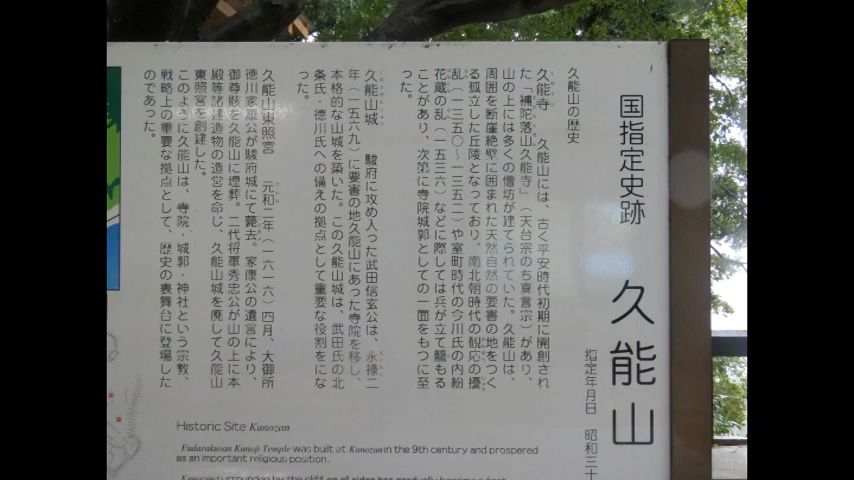 国指定史跡 久能山
指定年月日 昭和三十
久能山の歴史
久能寺 久能山には、古く平安時代初期に開創され
た「補陀落山久能寺」(天台宗のち真言宗)があり、
山の上には多くの僧坊が建てられていた。久能山は、
周囲を断崖絶壁に囲まれた天然自然の要害の地をつく
る孤立した丘陵となっており、南北朝時代の観応の擾
乱(一三五〇〜一三五二)や室町時代の今川氏の内紛
花蔵の乱(一五三六)などに際しては兵が立て籠もる
ことがあり、次第に寺院城郭としての一面をもつに至
った。
久能山城 駿府に攻め入った武田信玄公は、永禄二
年(一五六九)に要害の地久能山にあった寺院を移し、
本格的な山城を築いた。この久能山城は、武田氏の北
条氏・徳川氏への備えの拠点として重要な役割をにな
った。
久能山東照宮 元和二年(一六一六)四月、大御所
徳川家康公が駿府城にて薨去。家康公の遺言により、
御尊骸を久能山に埋葬。二代将軍秀忠公が山の上に本
殿等諸建造物の造営を命じ、久能山城を廃して久能山
東照宮を創建した。
このように久能山は、寺院・城郭・神社という宗教、
戦略上の重要な拠点として、歴史の表舞台に登場した
のであった。
Historic Site Kunozan
Fudarakusan Kunoji Temple was built at Kunozan in the 9th century and prospered
as an important religious position.
Kunozan surrounded by the cliff on all sides has gradually become a fort